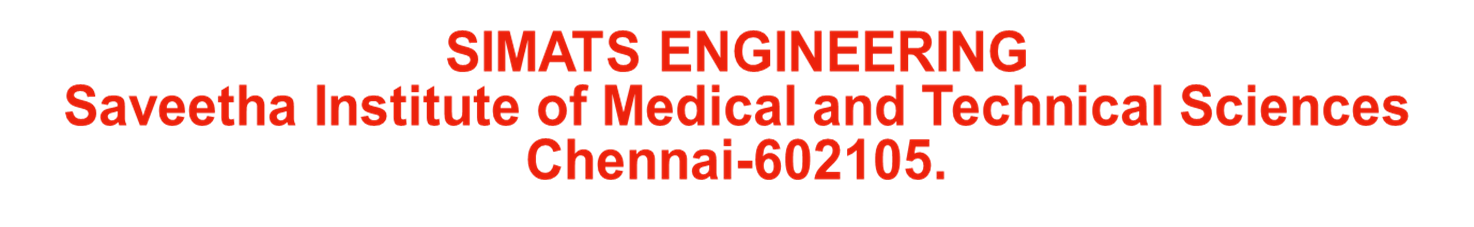 SIMATS ENGINEERING
Saveetha Institute of Medical and Technical Sciences
Chennai-602105.